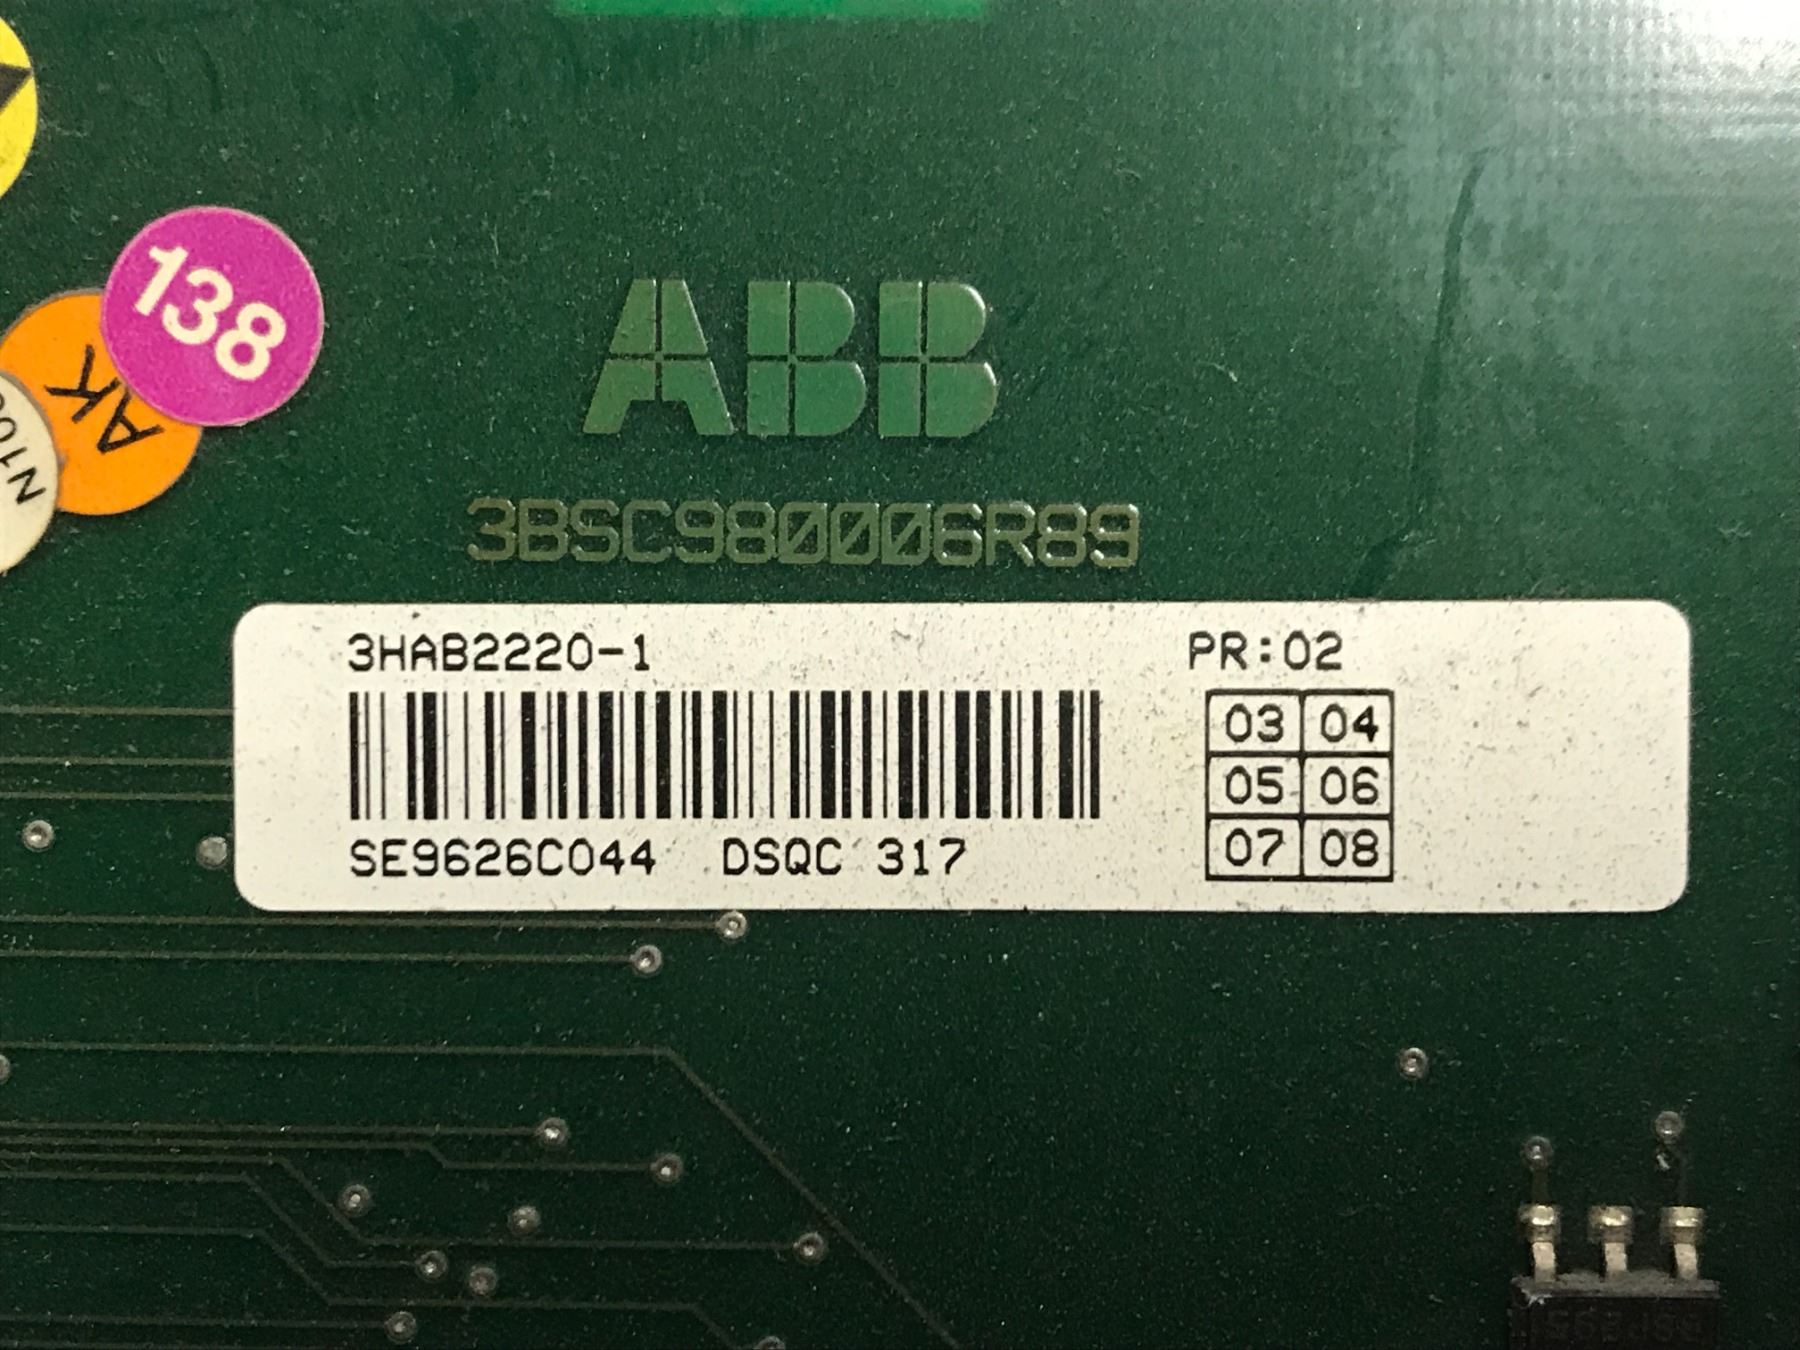 138
AK
ABB
3BSC980006R89
3HAB2220-1
PR:02
03 04
05 06
07 08
SE9626C044 DSQC 317